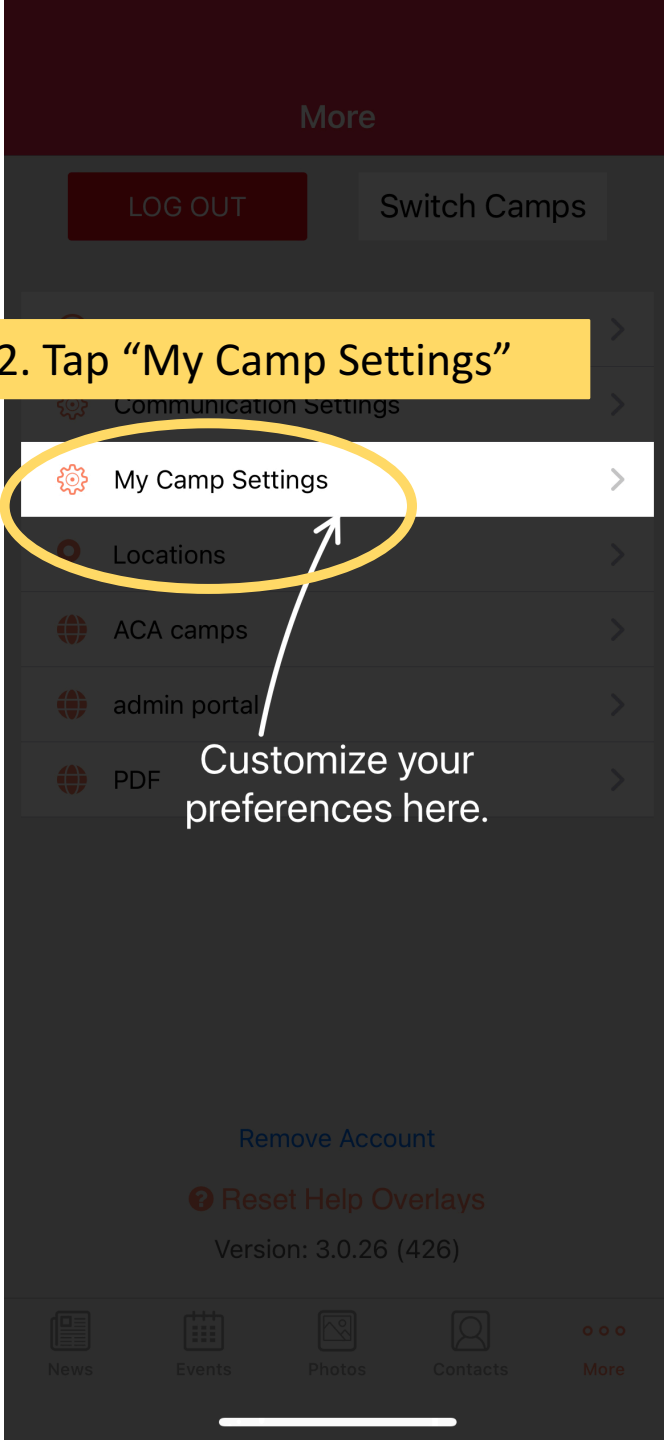 More
LOG OUT
Switch Camps
2. Tap “My Camp Settings”
Communication Settings
My Camp Settings
Locations
ACA camps
admin portal
PDF
Customize your
preferences here.
Remove Account
Reset Help Overlays
Version: 3.0.26 (426)
News
Events
Photos
Contacts
More